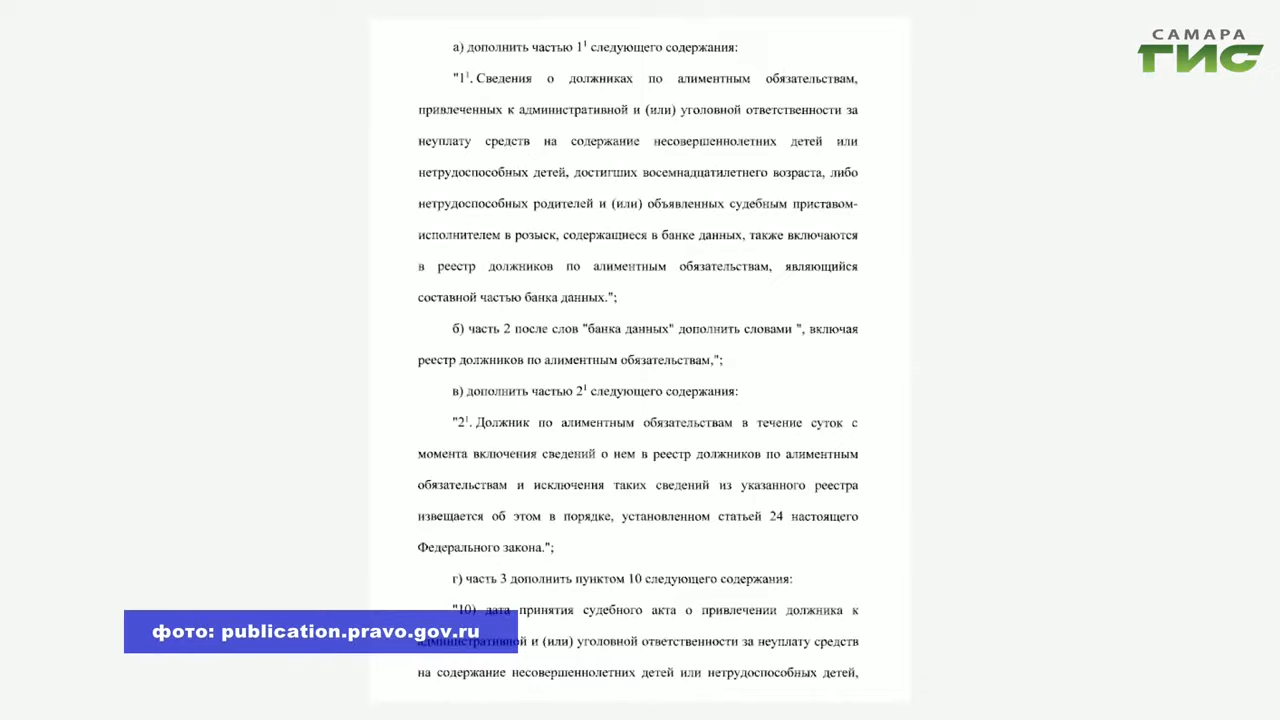 САМАРА
ГИС
а) дополнить частью 1¹ следующего содержания:
"1¹. Сведения о должниках по алиментным обязательствам,
привлеченных к административной и (или) уголовной ответственности за
неуплату средств на содержание несовершеннолетних детей или
нетрудоспособных детей, достигших восемнадцатилетнего возраста, либо
нетрудоспособных родителей и (или) объявленных судебным приставом-
исполнителем в розыск, содержащиеся в банке данных, также включаются
в реестр должников по алиментным обязательствам, являющийся
составной частью банка данных.";
б) часть 2 после слов "банка данных" дополнить словами ", включая
реестр должников по алиментным обязательствам,";
в) дополнить частью 2¹ следующего содержания:
"2¹. Должник по алиментным обязательствам в течение суток с
момента включения сведений о нем в реестр должников по алиментным
обязательствам и исключения таких сведений из указанного реестра
извещается об этом в порядке, установленном статьей 24 настоящего
Федерального закона.";
г) часть 3 дополнить пунктом 10 следующего содержания:
"10) дата принятия судебного акта о привлечении должника к
административной и (или) уголовной ответственности за неуплату средств
на содержание несовершеннолетних детей или нетрудоспособных детей,
фото: publication.pravo.gov.ru